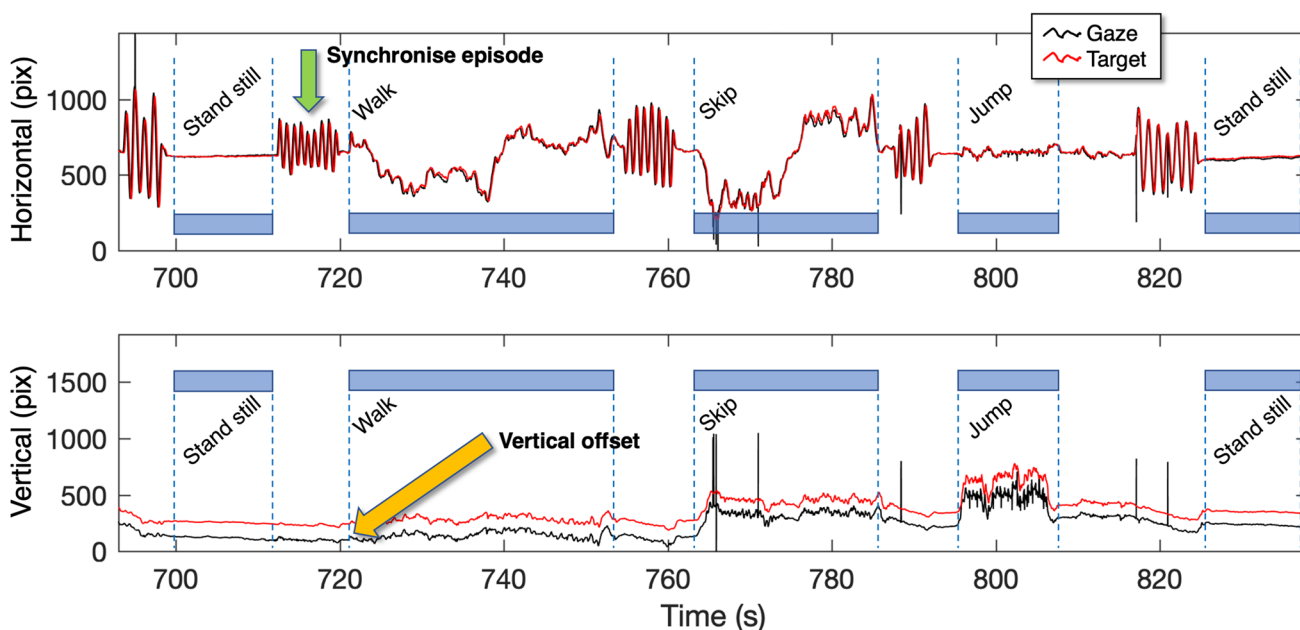 Gaze
Target
Synchronise episode
Horizontal (pix)
1000
500
0
Stand still
Walk
Skip
Jump
Stand still
700
720
740
760
780
800
820
Vertical (pix)
1500
1000
500
0
Stand still
Walk
Vertical offset
Skip
Jump
Stand still
700
720
740
760
780
800
820
Time (s)